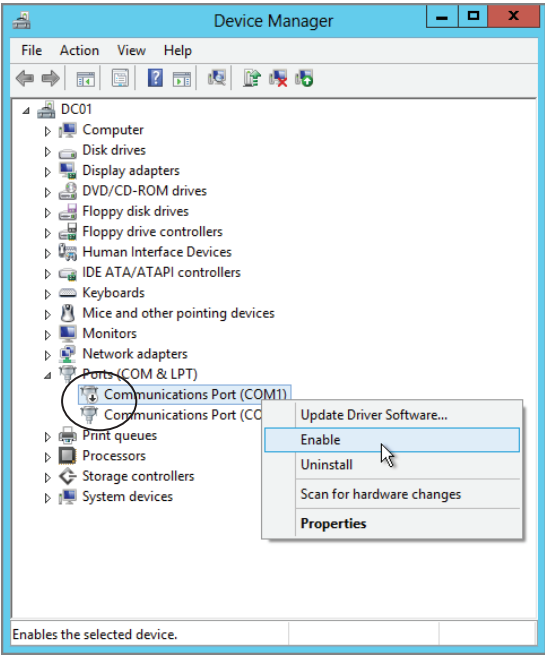 Device Manager
File Action View Help
DC01
Computer
Disk drives
Display adapters
DVD/CD-ROM drives
Floppy disk drives
Floppy drive controllers
Human Interface Devices
IDE ATA/ATAPI controllers
Keyboards
Mice and other pointing devices
Monitors
Network adapters
Ports (COM & LPT)
Communications Port (COM1)
Communications Port (CO
Print queues
Processors
Storage controllers
System devices
Update Driver Software...
Enable
Uninstall
Scan for hardware changes
Properties
Enables the selected device.